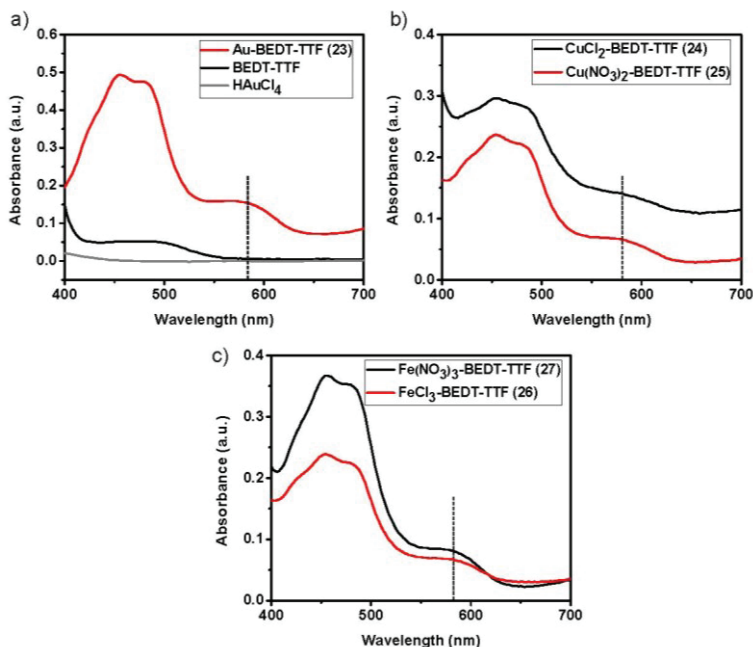 a)
Au-BEDT-TTF (23)
BEDT-TTF
HAuCl₄
0.6
0.5
0.4
0.3
0.2
0.1
0.0
Absorbance (a.u.)
400 500 600 700
Wavelength (nm)
b)
CuCl₂-BEDT-TTF (24)
Cu(NO₃)₂-BEDT-TTF (25)
0.4
0.3
0.2
0.1
0.0
Absorbance (a.u.)
400 500 600 700
Wavelength (nm)
c)
Fe(NO₃)₃-BEDT-TTF (27)
FeCl₃-BEDT-TTF (26)
0.4
0.3
0.2
0.1
0.0
Absorbance (a.u.)
400 500 600 700
Wavelength (nm)